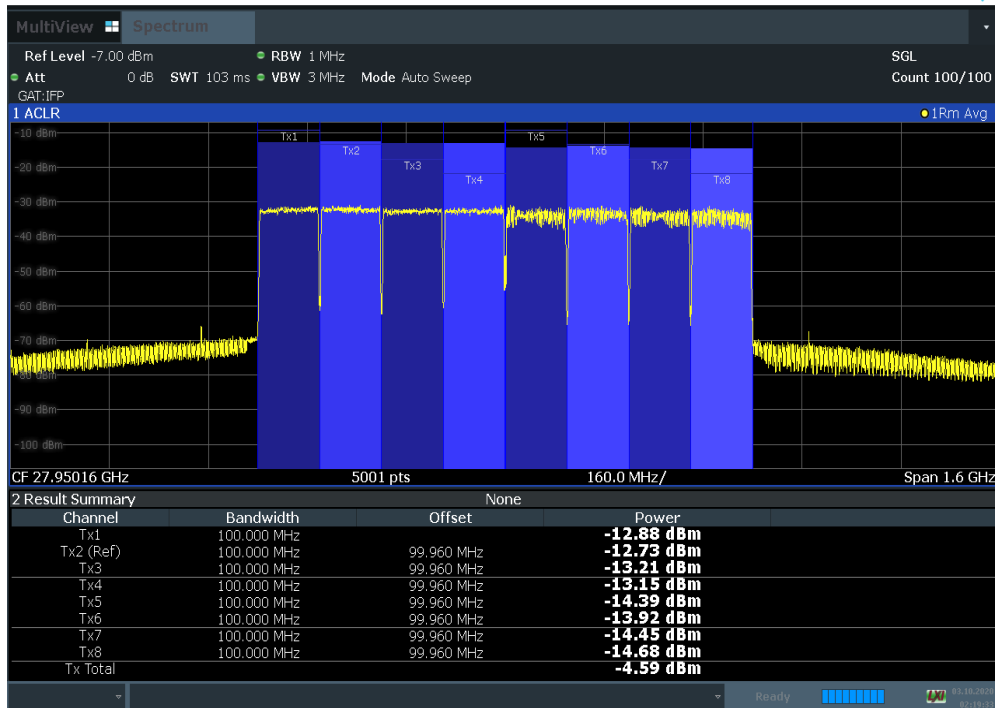 MultiView Spectrum
Ref Level -7.00 dBm RBW 1 MHz SGL
Att 0 dB SWT 103 ms VBW 3 MHz Mode Auto Sweep Count 100/100
GAT:IFP
1 ACLR 1Rm Avg
-10 dBm
Tx1 Tx5
Tx2 Tx6
Tx3 Tx7
-20 dBm
Tx4 Tx8
-30 dBm
-40 dBm
-50 dBm
-60 dBm
-70 dBm
-80 dBm
-90 dBm
-100 dBm
CF 27.95016 GHz 5001 pts 160.0 MHz/ Span 1.6 GHz
2 Result Summary None
Channel Bandwidth Offset Power
Tx1 100.000 MHz -12.88 dBm
Tx2 (Ref) 100.000 MHz 99.960 MHz -12.73 dBm
Tx3 100.000 MHz 99.960 MHz -13.21 dBm
Tx4 100.000 MHz 99.960 MHz -13.15 dBm
Tx5 100.000 MHz 99.960 MHz -14.39 dBm
Tx6 100.000 MHz 99.960 MHz -13.92 dBm
Tx7 100.000 MHz 99.960 MHz -14.45 dBm
Tx8 100.000 MHz 99.960 MHz -14.68 dBm
Tx Total -4.59 dBm
Ready 03.10.2020
02:19:33